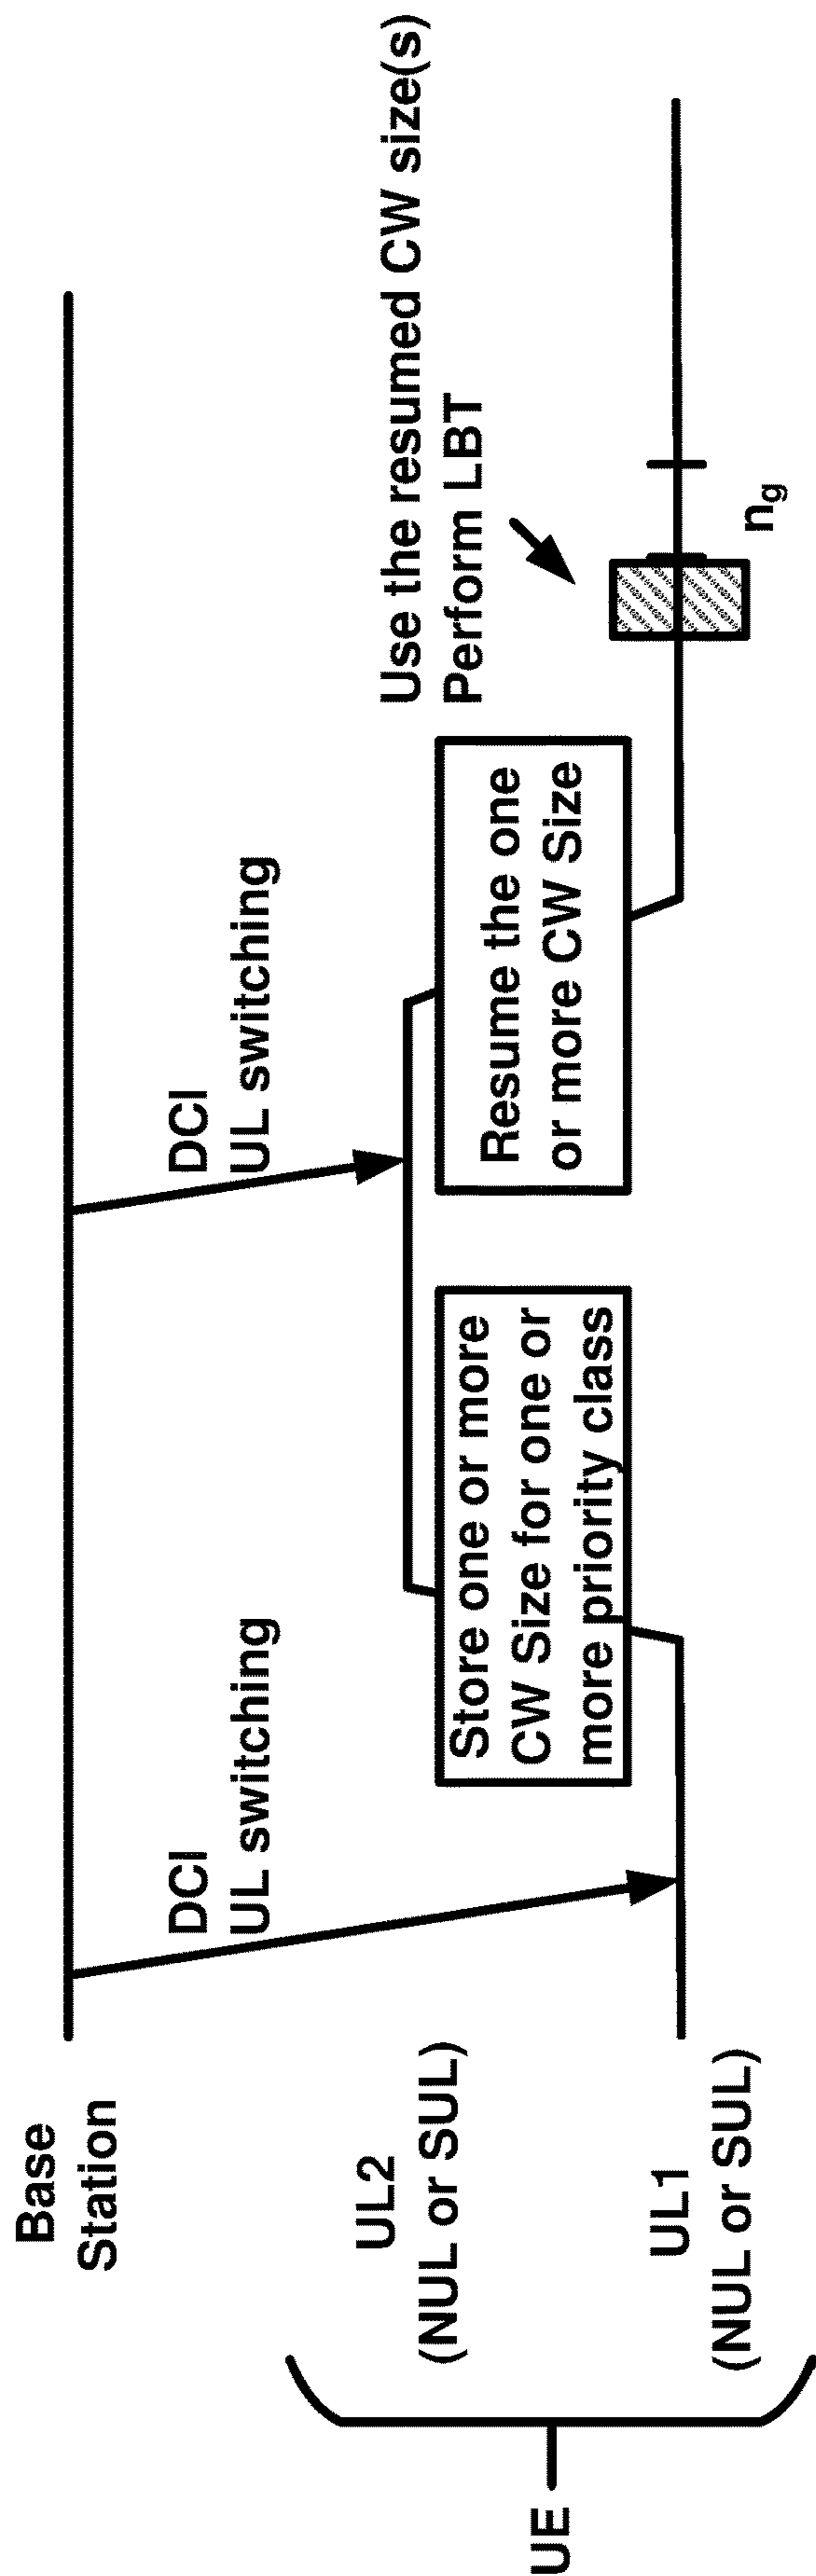 Base
Station
DCI
UL switching
DCI
UL switching
UE
UL2
(NUL or SUL)
UL1
(NUL or SUL)
Store one or more
CW Size for one or
more priority class
Resume the one
or more CW Size
Use the resumed CW size(s)
Perform LBT
ng